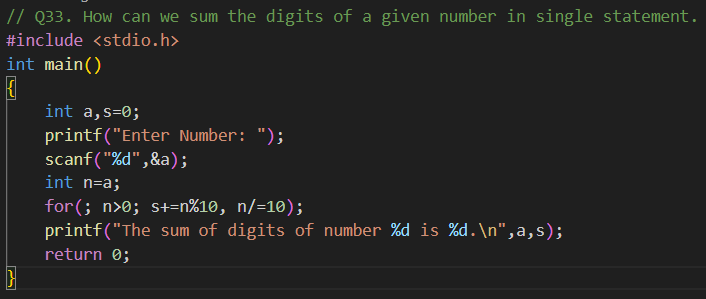 // Q33. How can we sum the digits of a given number in single statement.
#include <stdio.h>
int main()
{
    int a,s=0;
    printf("Enter Number: ");
    scanf("%d",&a);
    int n=a;
    for(; n>0; s+=n%10, n/=10);
    printf("The sum of digits of number %d is %d.\n",a,s);
    return 0;
}